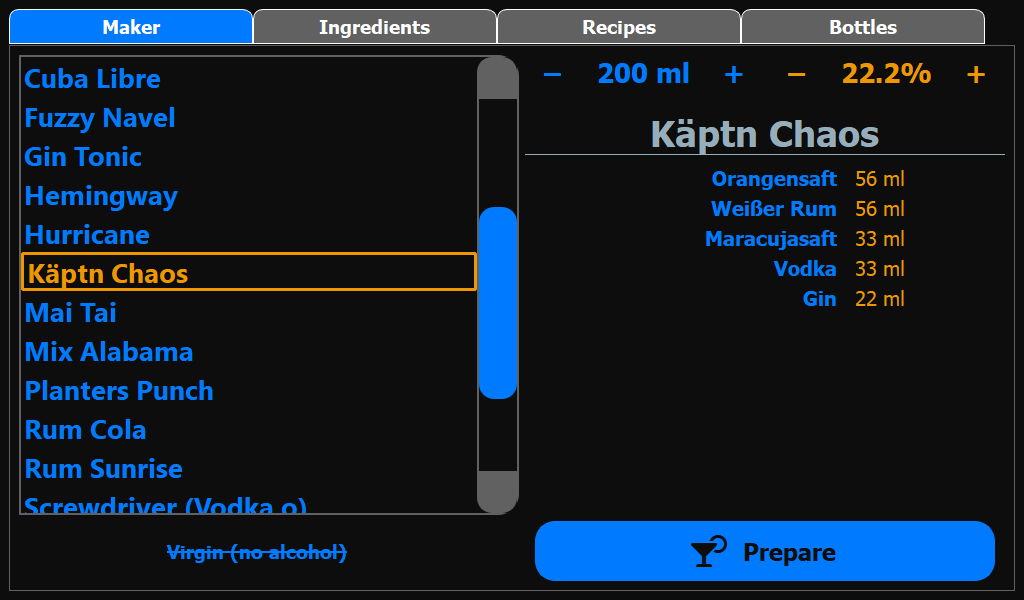 Maker Ingredients Recipes Bottles
Cuba Libre
Fuzzy Navel
Gin Tonic
Hemingway
Hurricane
Käptn Chaos
Mai Tai
Mix Alabama
Planters Punch
Rum Cola
Rum Sunrise
Screwdriver (Vodka o)
Virgin (no alcohol)
− 200 ml + − 22.2% +
Käptn Chaos
Orangensaft 56 ml
Weißer Rum 56 ml
Maracujasaft 33 ml
Vodka 33 ml
Gin 22 ml
Prepare